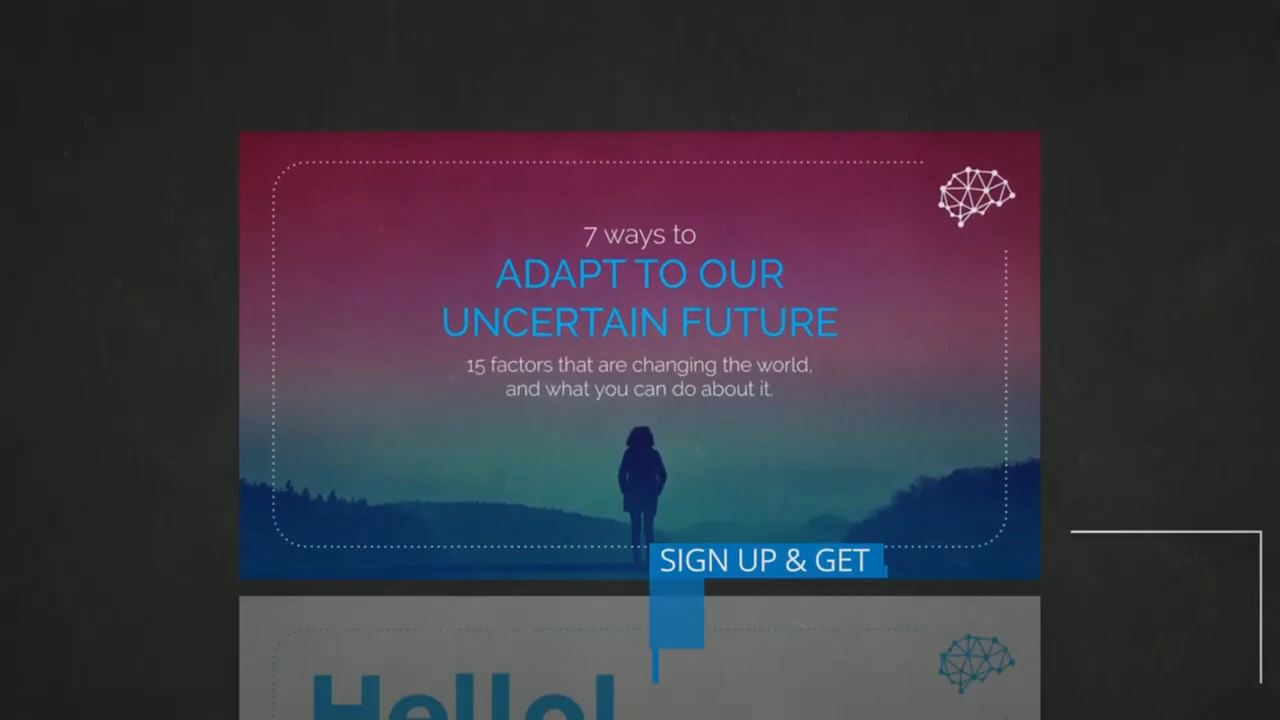 7 ways to
ADAPT TO OUR
UNCERTAIN FUTURE
15 factors that are changing the world,
and what you can do about it.
SIGN UP & GET
Hello!